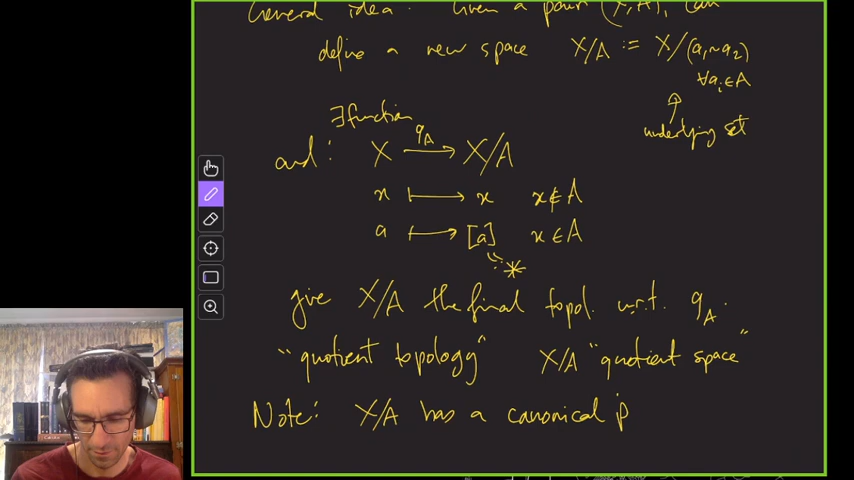 General idea: Given a pair (X,A), can
define a new space X/A := X/(a₁~a₂)
∀aᵢ∈A
underlying set
∃function
and: X —q_A→ X/A
x ⟼ x x∉A
a ⟼ [a] x∈A
*
give X/A the final topol. w.r.t. q_A.
"quotient topology" X/A "quotient space"
Note: X/A has a canonical p